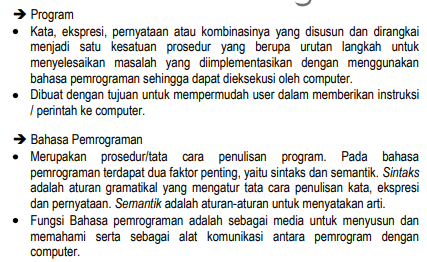 ➔ Program
• Kata, ekspresi, pernyataan atau kombinasinya yang disusun dan dirangkai
menjadi satu kesatuan prosedur yang berupa urutan langkah untuk
menyelesaikan masalah yang diimplementasikan dengan menggunakan
bahasa pemrograman sehingga dapat dieksekusi oleh computer.
• Dibuat dengan tujuan untuk mempermudah user dalam memberikan instruksi
/ perintah ke computer.
➔ Bahasa Pemrograman
• Merupakan prosedur/tata cara penulisan program. Pada bahasa
pemrograman terdapat dua faktor penting, yaitu sintaks dan semantik. Sintaks
adalah aturan gramatikal yang mengatur tata cara penulisan kata, ekspresi
dan pernyataan. Semantik adalah aturan-aturan untuk menyatakan arti.
• Fungsi Bahasa pemrograman adalah sebagai media untuk menyusun dan
memahami serta sebagai alat komunikasi antara pemrogram dengan
computer.